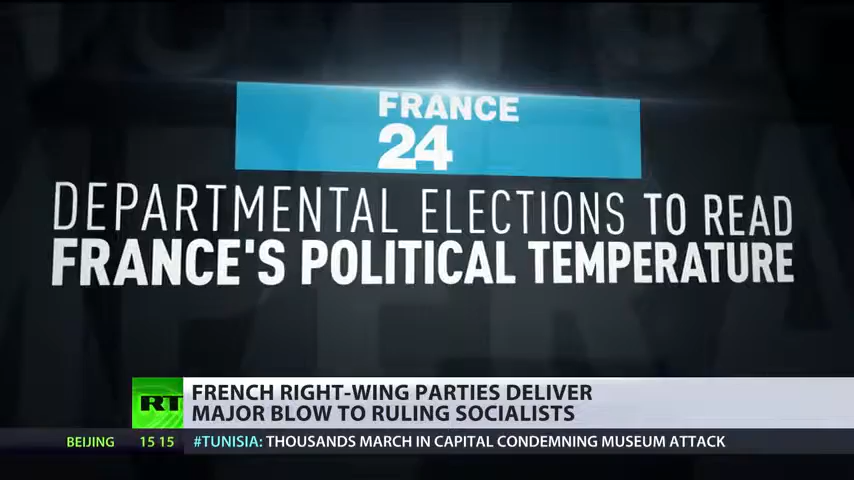 FRANCE
24
DEPARTMENTAL ELECTIONS TO READ
FRANCE'S POLITICAL TEMPERATURE
RT
FRENCH RIGHT-WING PARTIES DELIVER
MAJOR BLOW TO RULING SOCIALISTS
BEIJING 15 15 #TUNISIA: THOUSANDS MARCH IN CAPITAL CONDEMNING MUSEUM ATTACK